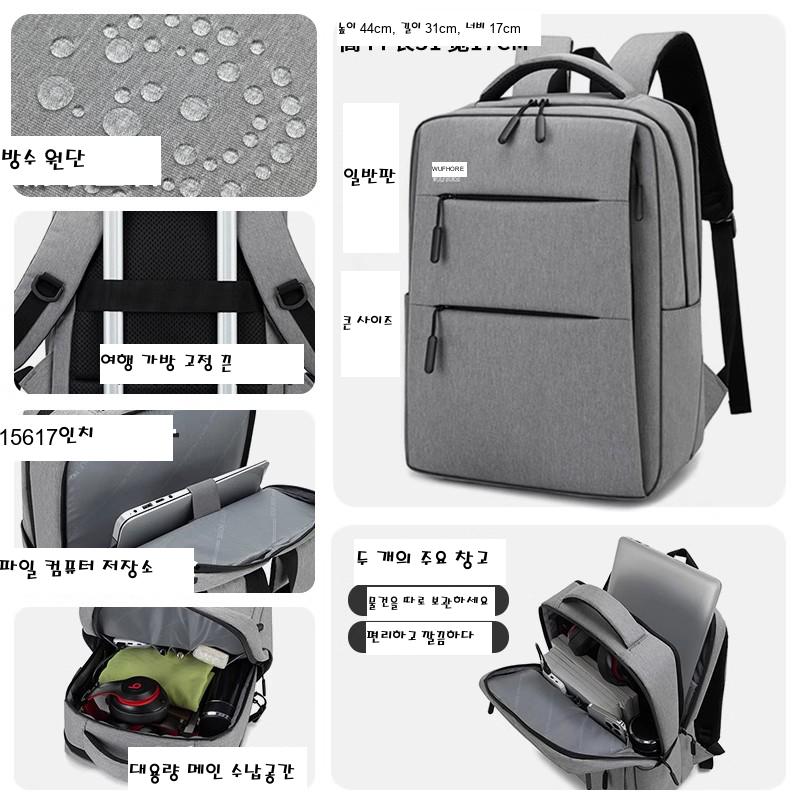 높이 44cm, 길이 31cm, 너비 17cm
방수 원단
일반판
WUFHORE
큰 사이즈
여행 가방 고정 끈
15617인치
파일 컴퓨터 저장소
두 개의 주요 창고
물건을 따로 보관하세요
편리하고 깔끔하다
대용량 메인 수납공간